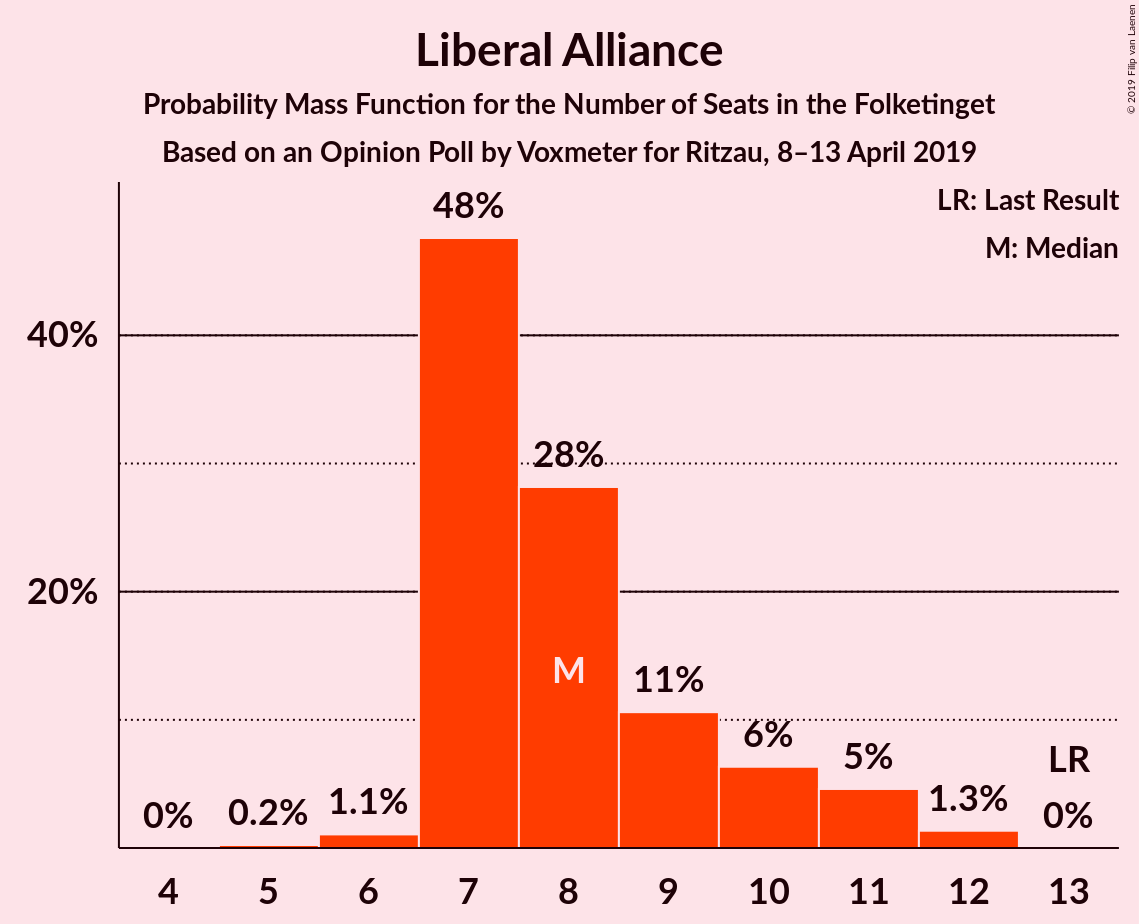 Liberal Alliance
Probability Mass Function for the Number of Seats in the Folketinget
Based on an Opinion Poll by Voxmeter for Ritzau, 8–13 April 2019
© 2019 Filip van Laenen
LR: Last Result
M: Median
40%
20%
0%
0.2%
1.1%
48%
28%
M
11%
6%
5%
1.3%
LR
0%
4 5 6 7 8 9 10 11 12 13